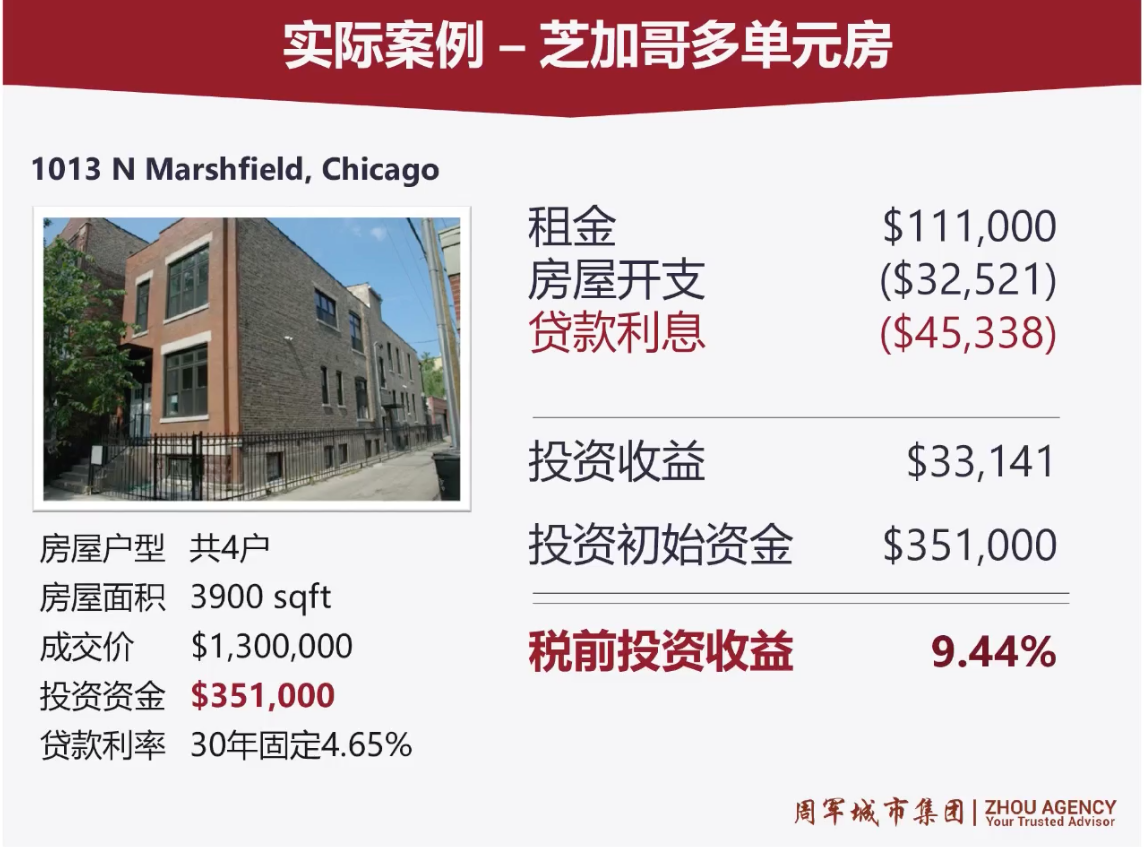 实际案例 – 芝加哥多单元房
1013 N Marshfield, Chicago
房屋户型 共4户
房屋面积 3900 sqft
成交价 $1,300,000
投资资金 $351,000
贷款利率 30年固定4.65%
租金 $111,000
房屋开支 ($32,521)
贷款利息 ($45,338)
投资收益 $33,141
投资初始资金 $351,000
税前投资收益 9.44%
周军城市集团 | ZHOU AGENCY
Your Trusted Advisor